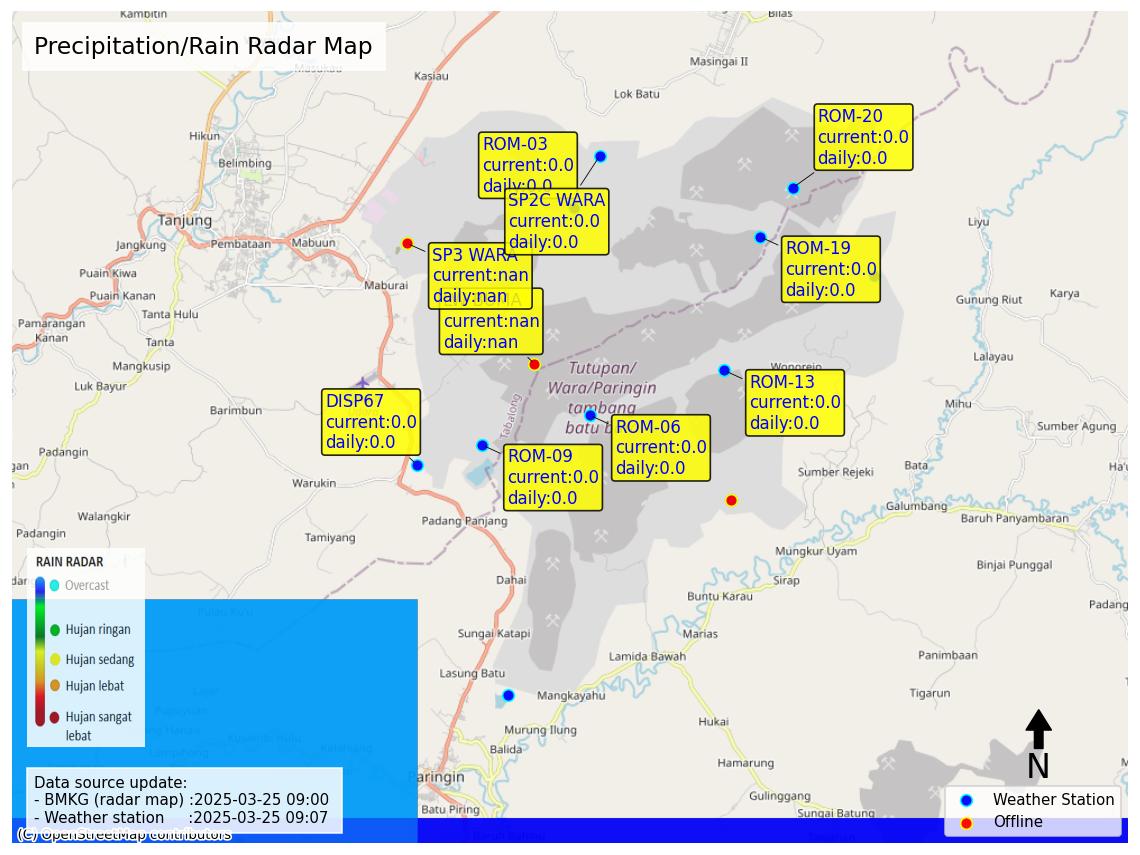 Precipitation/Rain Radar Map
Kambitin
Bilas
Masingai II
Kasiau
Lok Batu
Hikun
Belimbing
ROM-20
current:0.0
daily:0.0
ROM-03
current:0.0
daily:0.0
SP2C WARA
current:0.0
daily:0.0
Tanjung
Jangkung
Pembataan
Mabuun
Liyu
ROM-19
current:0.0
daily:0.0
SP3 WARA
current:nan
daily:nan
current:nan
daily:nan
Puain Kiwa
Puain Kanan
Maburai
Tanta Hulu
Gunung Riut
Karya
Pamarangan
Kanan
Tanta
Mangkusip
Luk Bayur
Lalayau
Tutupan/
Wara/Paringin
tambang
batu b
Wonorejo
ROM-13
current:0.0
daily:0.0
Tabalong
Barimbun
Mihu
DISP67
current:0.0
daily:0.0
ROM-06
current:0.0
daily:0.0
Sumber Agung
Padangin
ROM-09
current:0.0
daily:0.0
Bata
Sumber Rejeki
Warukin
Galumbang
Baruh Panyambaran
Walangkir
Padangin
Padang Panjang
Tamiyang
Mungkur Uyam
Binjai Punggal
Dahai
Sirap
Buntu Karau
Padang
RAIN RADAR
Overcast
Hujan ringan
Hujan sedang
Hujan lebat
Hujan sangat
lebat
Sungai Katapi
Marias
Lamida Bawah
Panimbaan
Lasung Batu
Mangkayahu
Tigarun
Murung Ilung
Hukai
Balida
Hamarung
N
Paringin
Gulinggang
Batu Piring
Sungai Batung
Data source update:
- BMKG (radar map) :2025-03-25 09:00
- Weather station :2025-03-25 09:07
Weather Station
Offline
(C) OpenStreetMap contributors